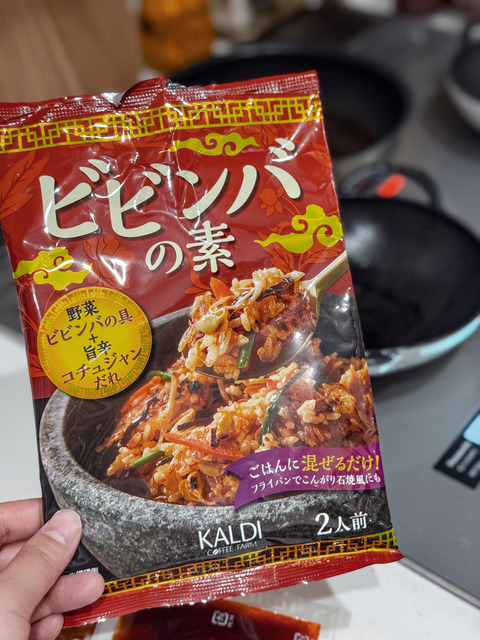 ビビンバ
の素
野菜
ビビンバの具
+
旨辛
コチュジャン
だれ
ごはんに混ぜるだけ!
フライパンでこんがり石焼風にも
KALDI
COFFEE FARM
2人前